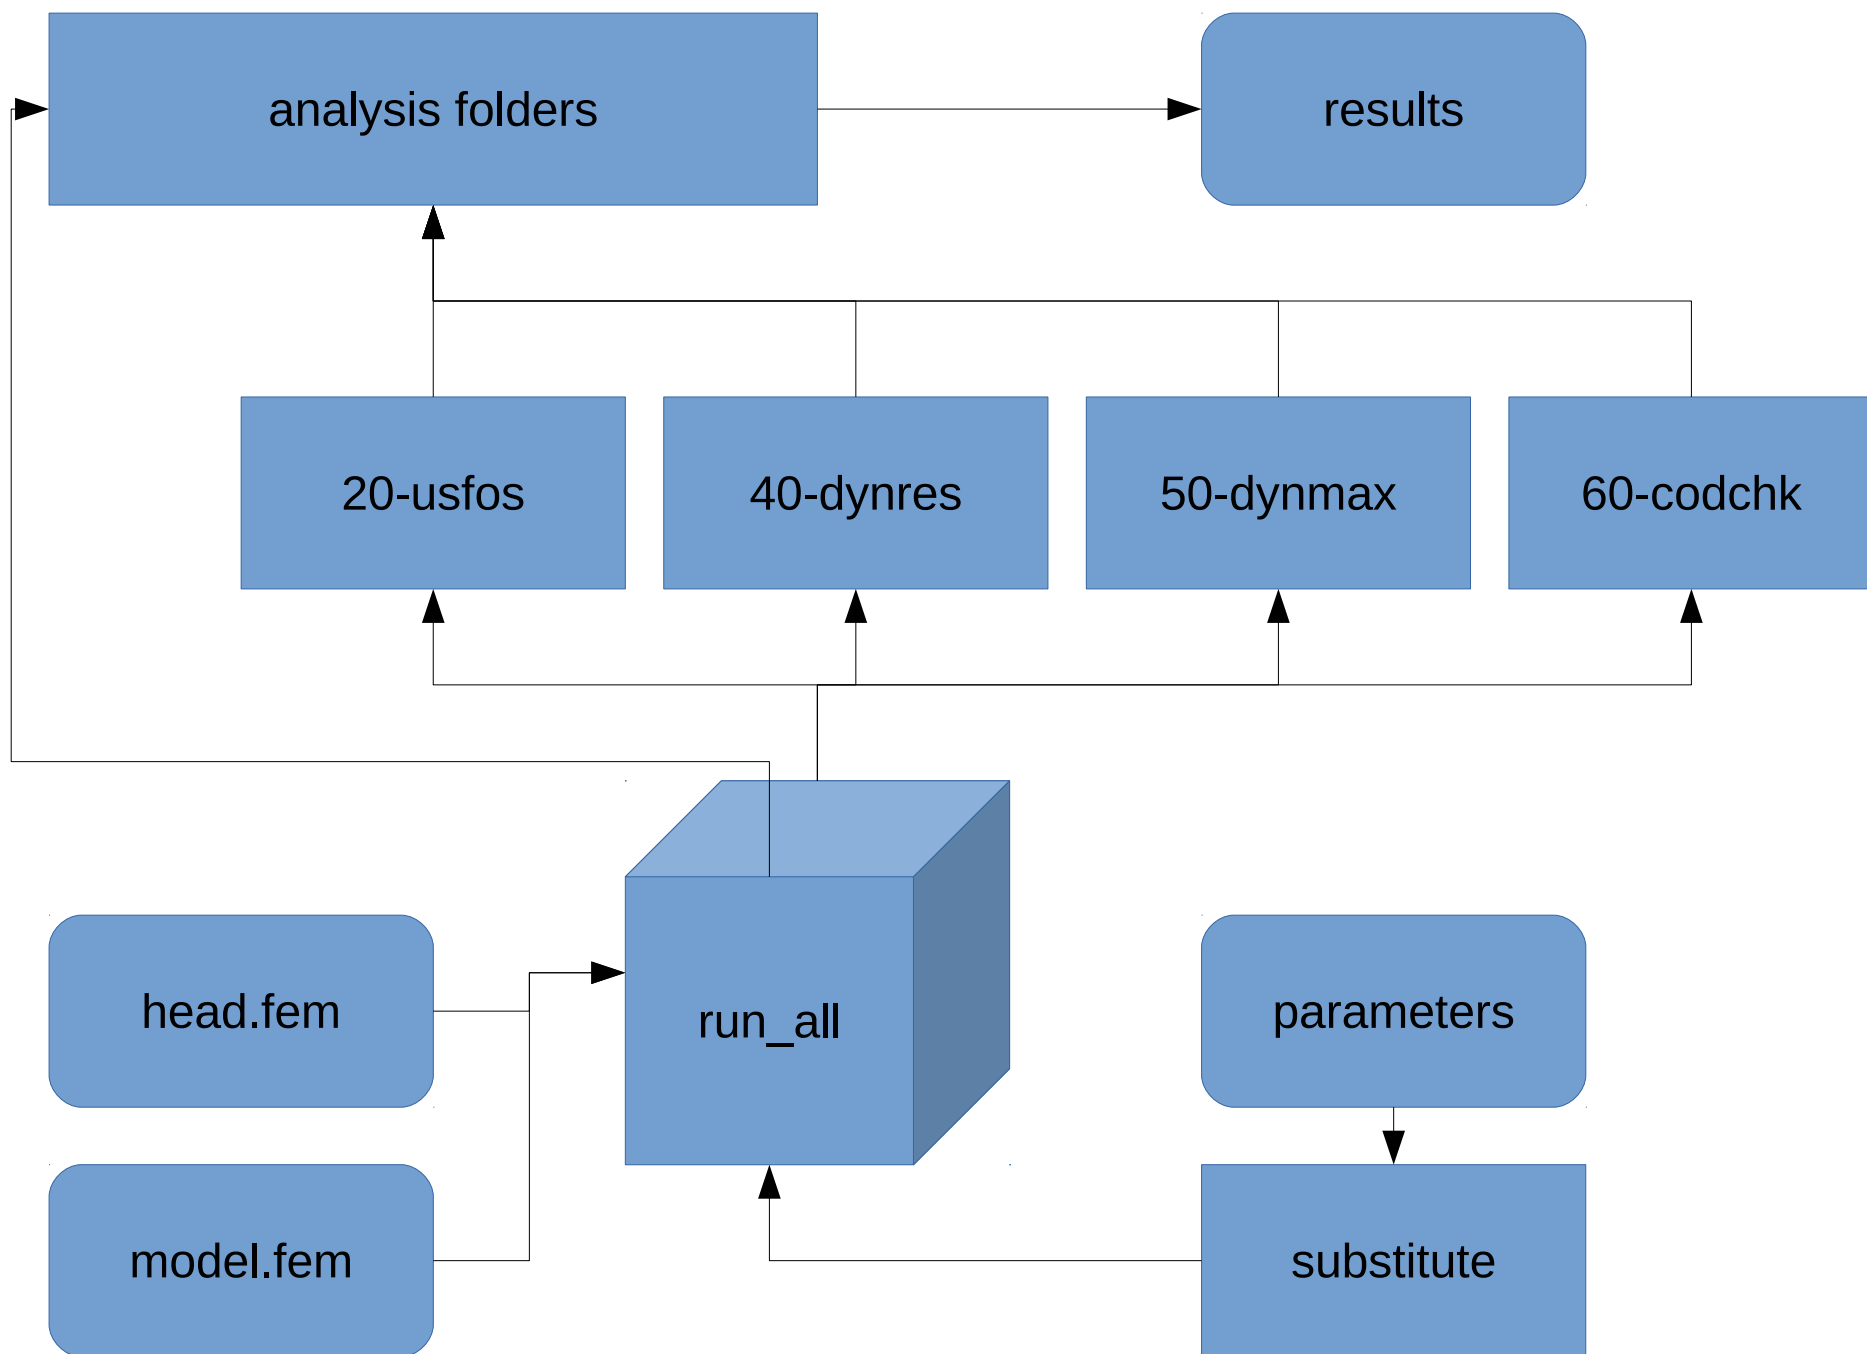 analysis folders
results
20-usfos
40-dynres
50-dynmax
60-codchk
head.fem
run_all
parameters
model.fem
substitute